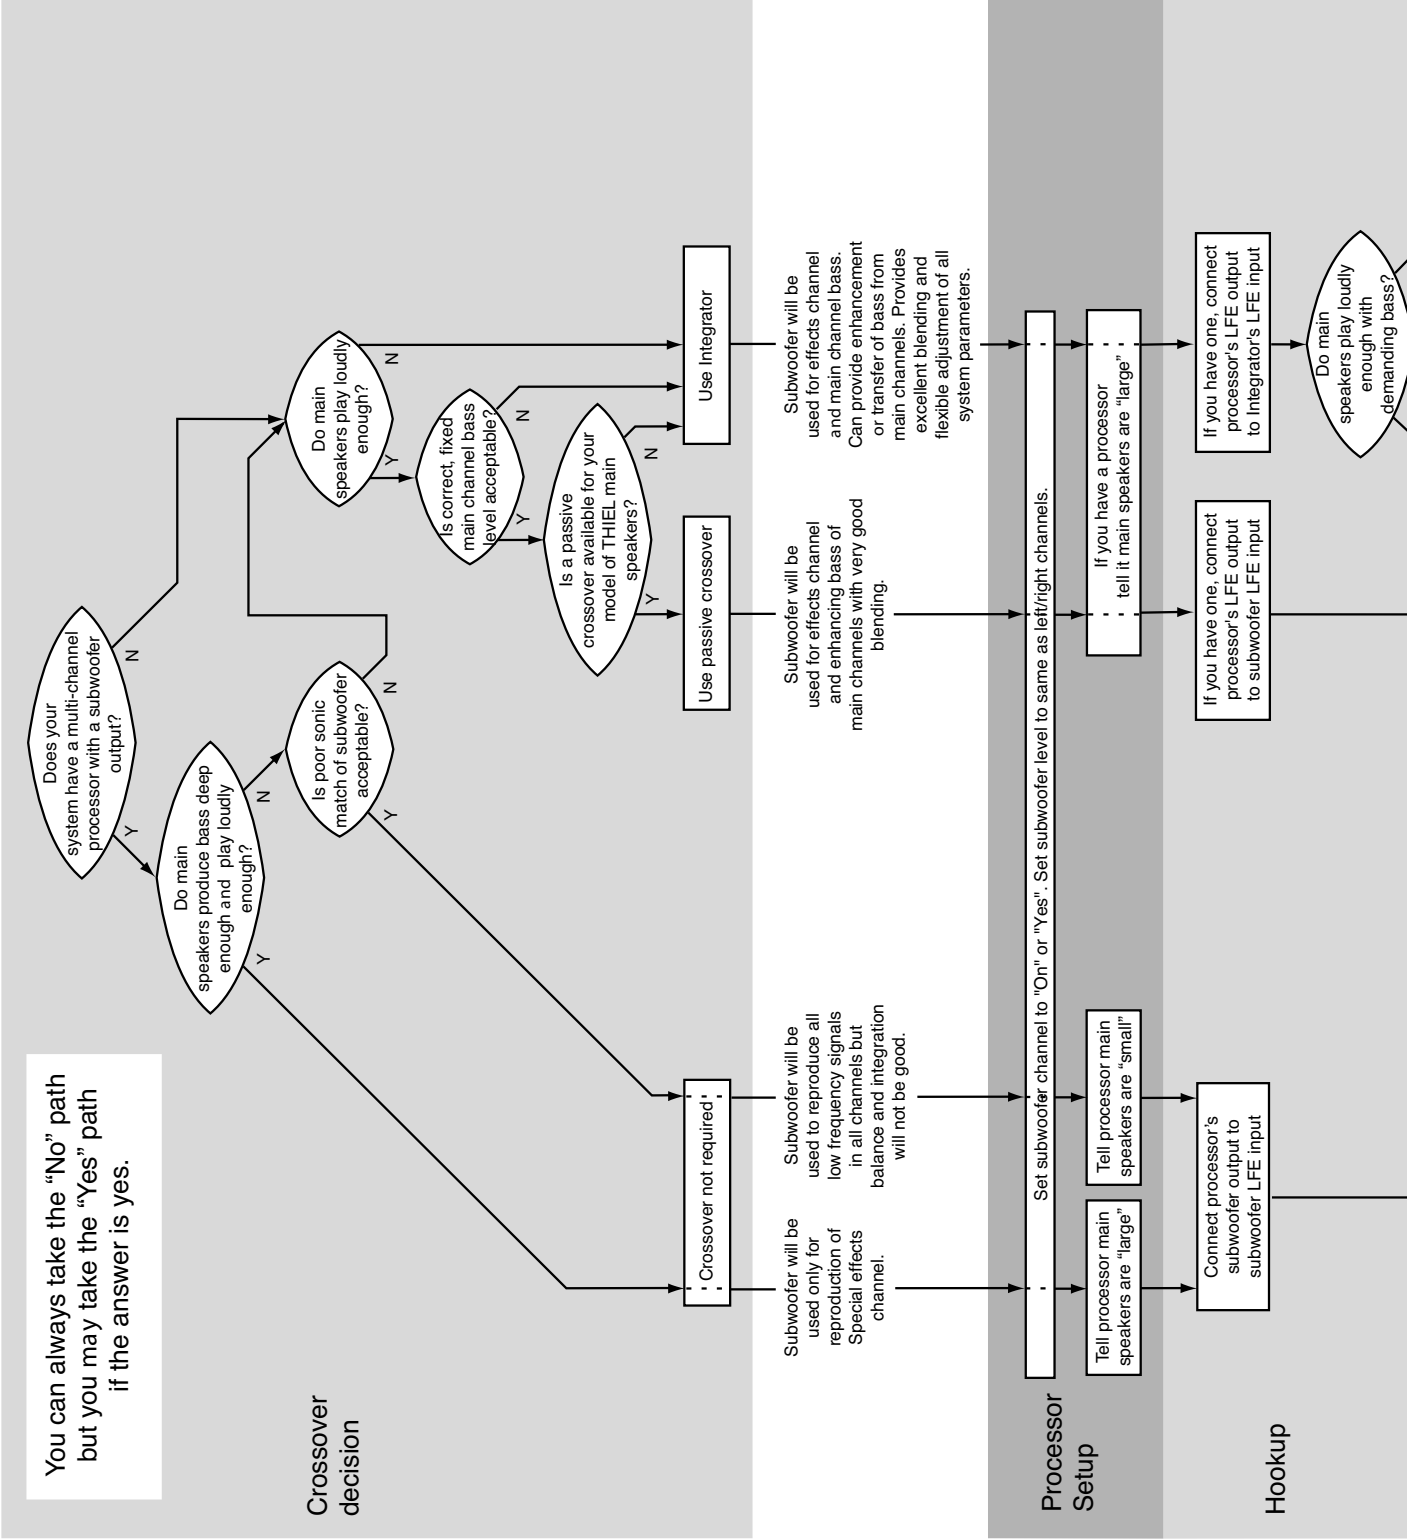 You can always take the “No” path
but you may take the “Yes” path
if the answer is yes.
Crossover
decision
Does your
system have a multi-channel
processor with a subwoofer
output?
Y
N
Do main
speakers produce bass deep
enough and play loudly
enough?
Y
N
Is poor sonic
match of subwoofer
acceptable?
Y
N
Do main
speakers play loudly
enough?
Y
N
Is correct, fixed
main channel bass
level acceptable?
Y
N
Is a passive
crossover available for your
model of THIEL main
speakers?
Y
N
Crossover not required
Use passive crossover
Use Integrator
Subwoofer will be
used only for
reproduction of
Special effects
channel.
Subwoofer will be
used to reproduce all
low frequency signals
in all channels but
balance and integration
will not be good.
Subwoofer will be
used for effects channel
and enhancing bass of
main channels with very good
blending.
Subwoofer will be
used for effects channel
and main channel bass.
Can provide enhancement
or transfer of bass from
main channels. Provides
excellent blending and
flexible adjustment of all
system parameters.
Processor
Setup
Set subwoofer channel to "On" or "Yes". Set subwoofer level to same as left/right channels.
Tell processor main
speakers are “large”
Tell processor main
speakers are “small”
If you have a processor
tell it main speakers are “large”
Hookup
Connect processor’s
subwoofer output to
subwoofer LFE input
If you have one, connect
processor's LFE output
to subwoofer LFE input
If you have one, connect
processor's LFE output
to Integrator's LFE input
Do main
speakers play loudly
enough with
demanding bass?